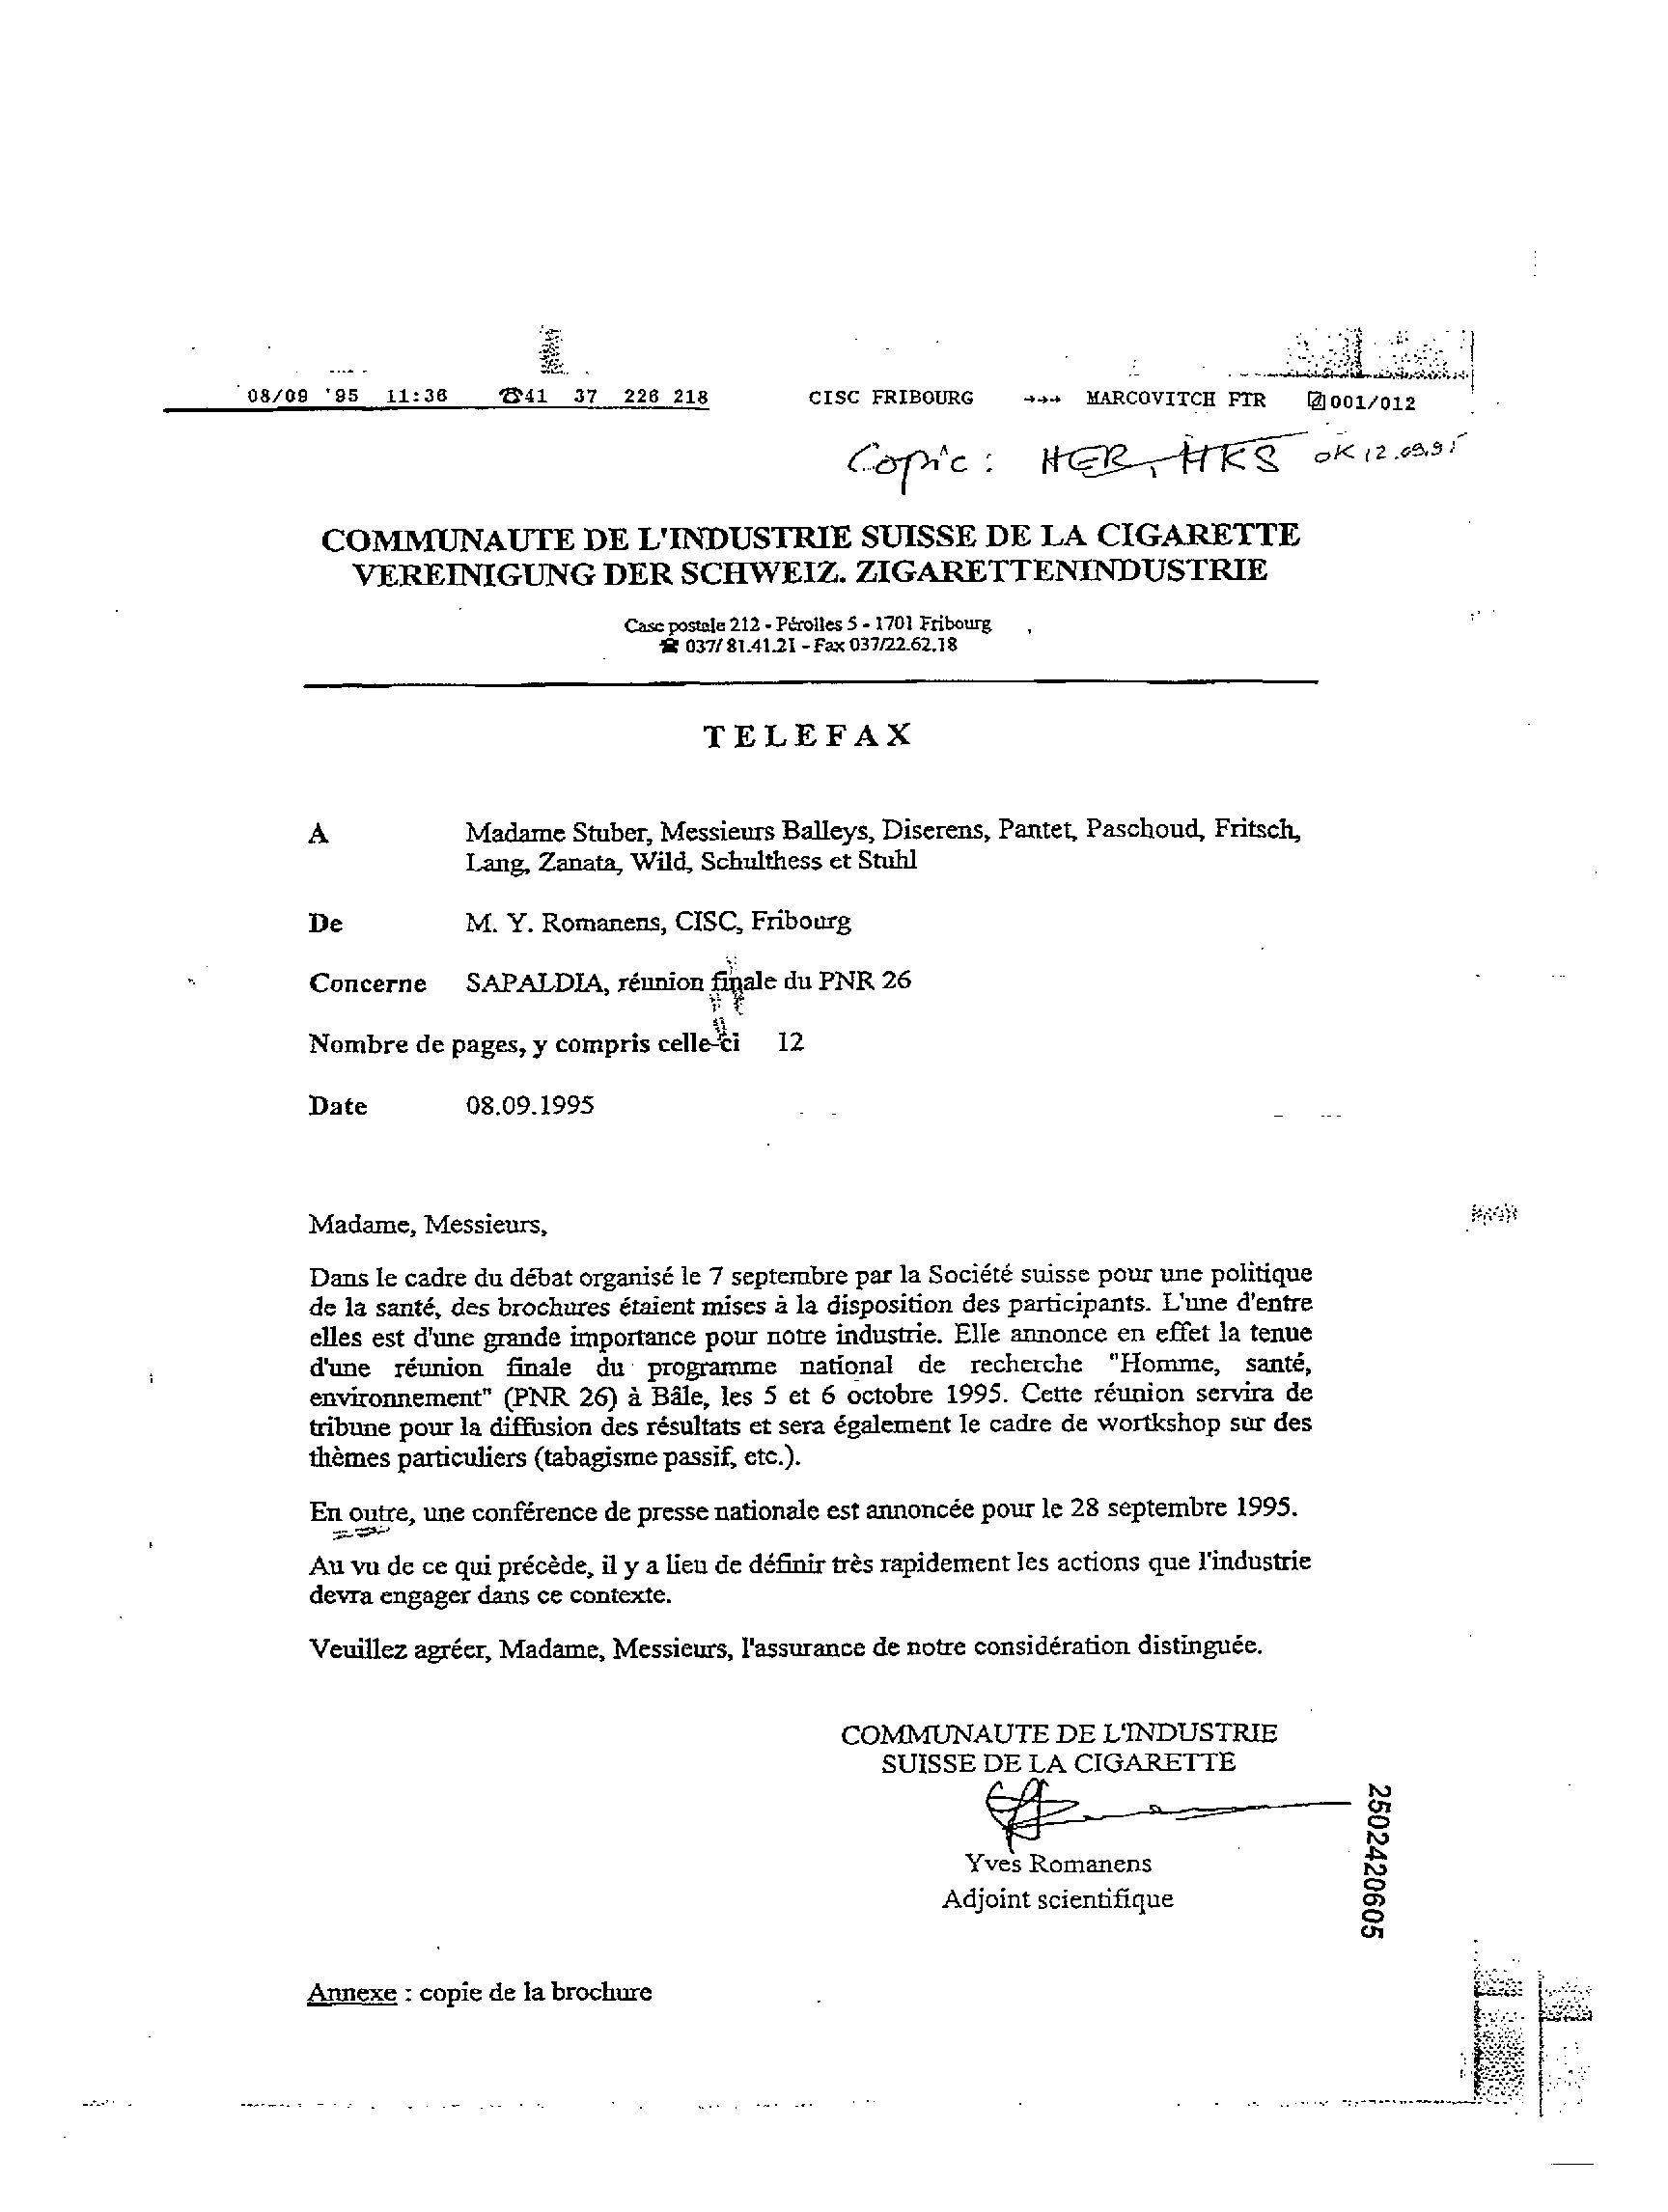 08/09 '95 11:36 ☎41 37 226 218 CISC FRIBOURG →→→ MARCOVITCH FTR 001/012
Copie : HGR, HKS OK 12.09.95
COMMUNAUTE DE L'INDUSTRIE SUISSE DE LA CIGARETTE
VEREINIGUNG DER SCHWEIZ. ZIGARETTENINDUSTRIE
Case postale 212 - Pérolles 5 - 1701 Fribourg
☎ 037/ 81.41.21 - Fax 037/22.62.18
TELEFAX
A Madame Stuber, Messieurs Balleys, Diserens, Pantet, Paschoud, Fritsch,
Lang, Zanata, Wild, Schulthess et Stuhl
De M. Y. Romanens, CISC, Fribourg
Concerne SAPALDIA, réunion finale du PNR 26
Nombre de pages, y compris celle-ci 12
Date 08.09.1995
Madame, Messieurs,
Dans le cadre du débat organisé le 7 septembre par la Société suisse pour une politique
de la santé, des brochures étaient mises à la disposition des participants. L'une d'entre
elles est d'une grande importance pour notre industrie. Elle annonce en effet la tenue
d'une réunion finale du programme national de recherche "Homme, santé,
environnement" (PNR 26) à Bâle, les 5 et 6 octobre 1995. Cette réunion servira de
tribune pour la diffusion des résultats et sera également le cadre de wortkshop sur des
thèmes particuliers (tabagisme passif, etc.).
En outre, une conférence de presse nationale est annoncée pour le 28 septembre 1995.
Au vu de ce qui précède, il y a lieu de définir très rapidement les actions que l'industrie
devra engager dans ce contexte.
Veuillez agréer, Madame, Messieurs, l'assurance de notre considération distinguée.
COMMUNAUTE DE L'INDUSTRIE
SUISSE DE LA CIGARETTE
Yves Romanens
Adjoint scientifique
2502420605
Annexe : copie de la brochure